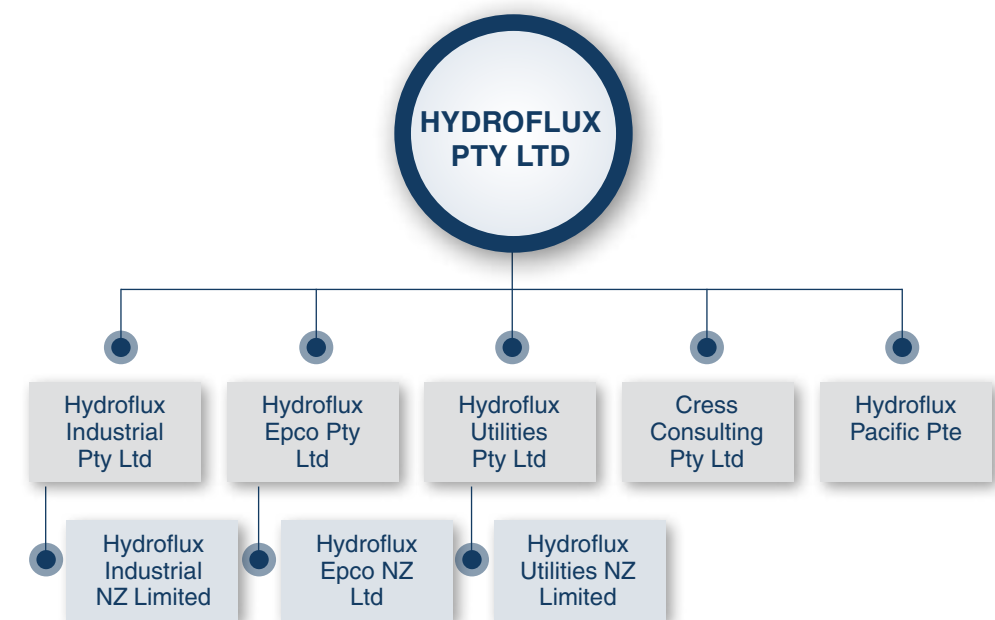 HYDROFLUX
PTY LTD
Hydroflux
Industrial
Pty Ltd
Hydroflux
Epco Pty
Ltd
Hydroflux
Utilities
Pty Ltd
Cress
Consulting
Pty Ltd
Hydroflux
Pacific Pte
Hydroflux
Industrial
NZ Limited
Hydroflux
Epco NZ
Ltd
Hydroflux
Utilities NZ
Limited